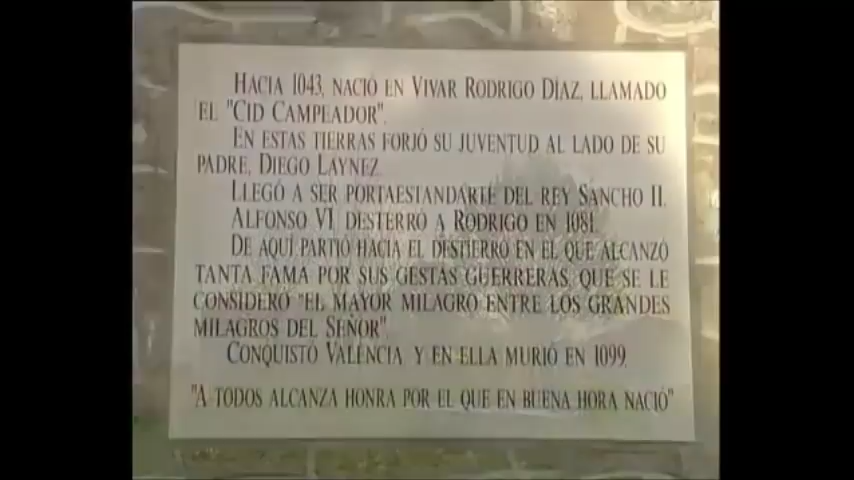 HACIA 1043, NACIÓ EN VIVAR RODRIGO DÍAZ, LLAMADO
EL "CID CAMPEADOR".
EN ESTAS TIERRAS FORJÓ SU JUVENTUD AL LADO DE SU
PADRE, DIEGO LAYNEZ.
LLEGÓ A SER PORTAESTANDARTE DEL REY SANCHO II.
ALFONSO VI DESTERRÓ A RODRIGO EN 1081.
DE AQUÍ PARTIÓ HACIA EL DESTIERRO EN EL QUE ALCANZÓ
TANTA FAMA POR SUS GESTAS GUERRERAS, QUE SE LE
CONSIDERÓ "EL MAYOR MILAGRO ENTRE LOS GRANDES
MILAGROS DEL SEÑOR".
CONQUISTÓ VALENCIA Y EN ELLA MURIÓ EN 1099.
"A TODOS ALCANZA HONRA POR EL QUE EN BUENA HORA NACIÓ"